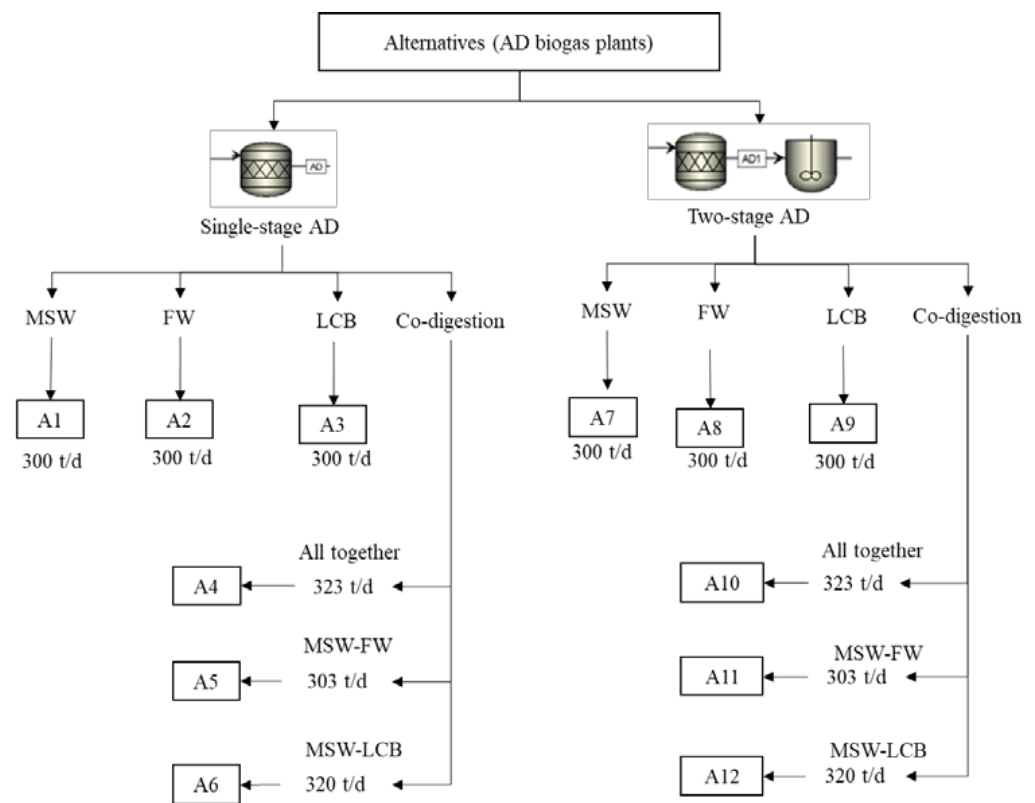 Alternatives (AD biogas plants)
AD
Single-stage AD
AD1
Two-stage AD
MSW
FW
LCB
Co-digestion
A1
A2
A3
300 t/d
300 t/d
300 t/d
All together
A4
323 t/d
MSW-FW
A5
303 t/d
MSW-LCB
A6
320 t/d
MSW
FW
LCB
Co-digestion
A7
A8
A9
300 t/d
300 t/d
300 t/d
All together
A10
323 t/d
MSW-FW
A11
303 t/d
MSW-LCB
A12
320 t/d